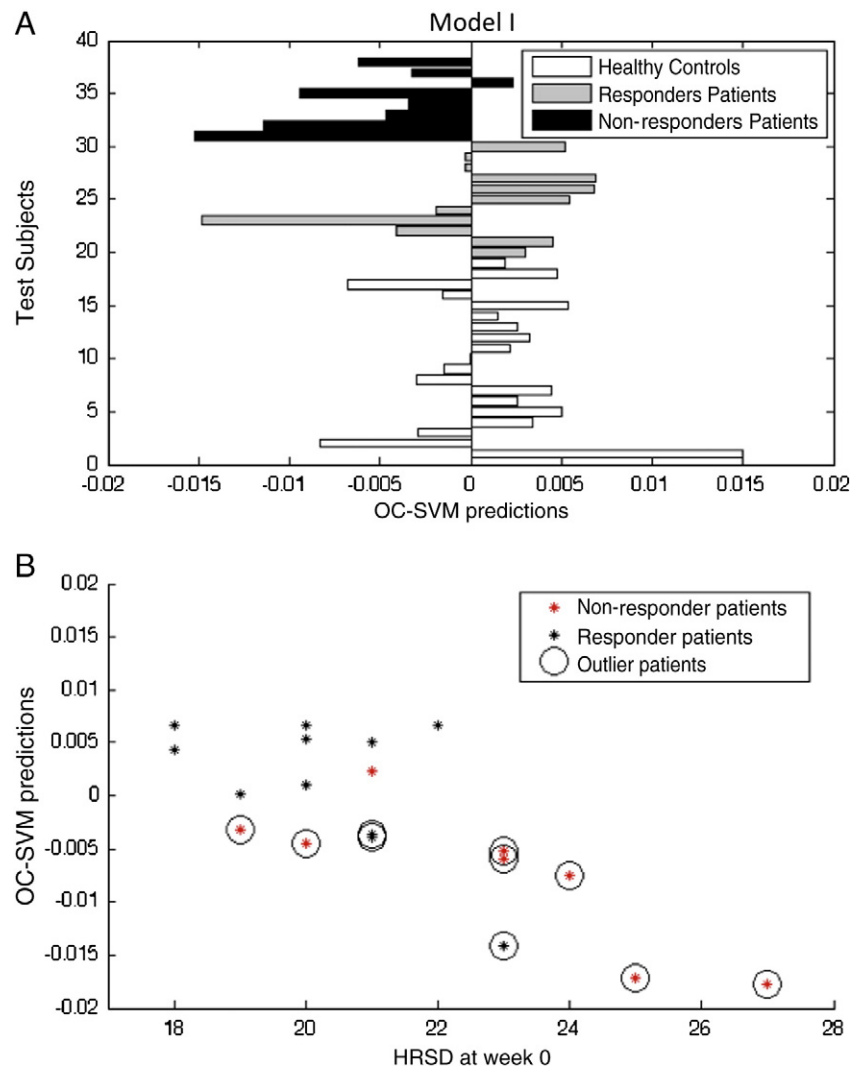 A
Model I
40
35
30
25
20
15
10
5
0
Test Subjects
Healthy Controls
Responders Patients
Non-responders Patients
-0.02 -0.015 -0.01 -0.005 0 0.005 0.01 0.015 0.02
OC-SVM predictions
B
0.02
0.015
0.01
0.005
0
-0.005
-0.01
-0.015
-0.02
OC-SVM predictions
Non-responder patients
Responder patients
Outlier patients
18 20 22 24 26 28
HRSD at week 0